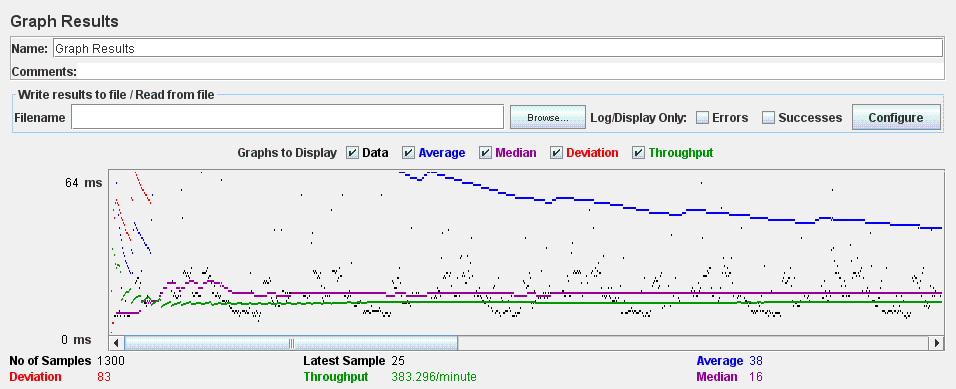 Graph Results
Name: Graph Results
Comments:
Write results to file / Read from file
Filename Browse... Log/Display Only: Errors Successes Configure
Graphs to Display Data Average Median Deviation Throughput
64 ms
0 ms
No of Samples 1300 Latest Sample 25 Average 38
Deviation 83 Throughput 383.296/minute Median 16